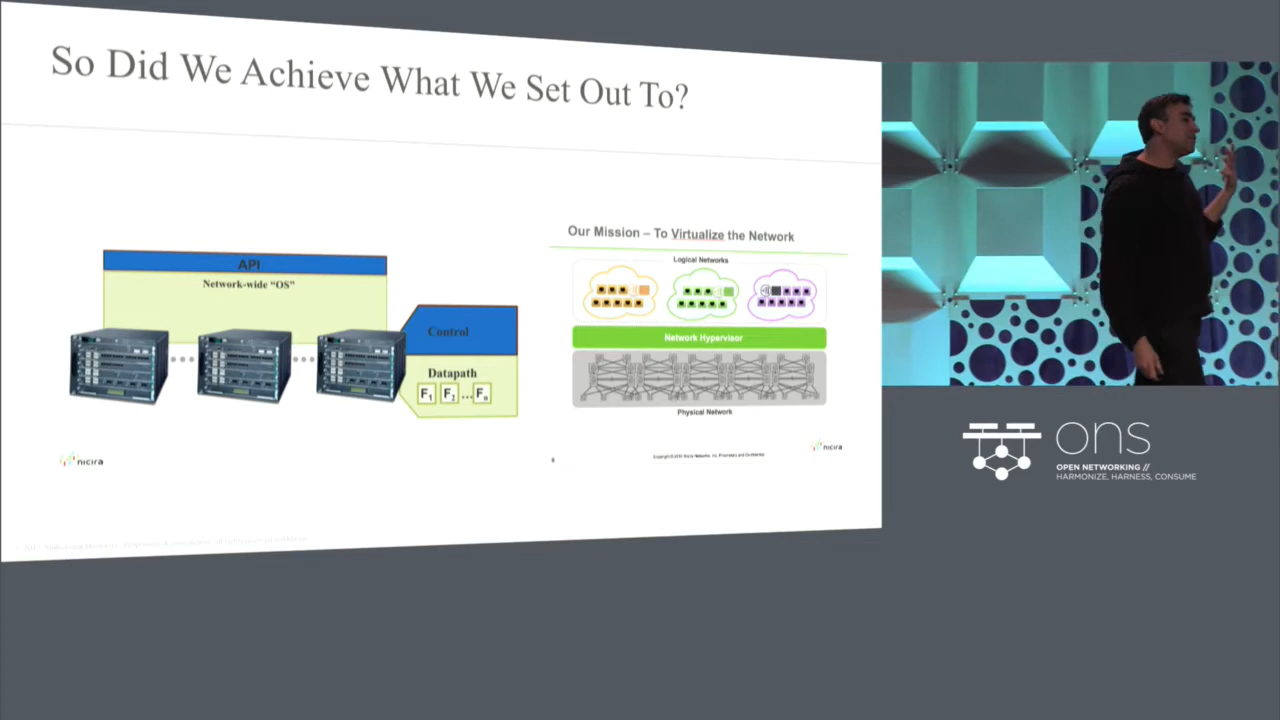 So Did We Achieve What We Set Out To?
API
Network-wide “OS”
Control
Datapath
F1 F2 ... Fn
nicira
Our Mission – To Virtualize the Network
Logical Networks
Network Hypervisor
Physical Network
nicira
ons
OPEN NETWORKING //
HARMONIZE, HARNESS, CONSUME